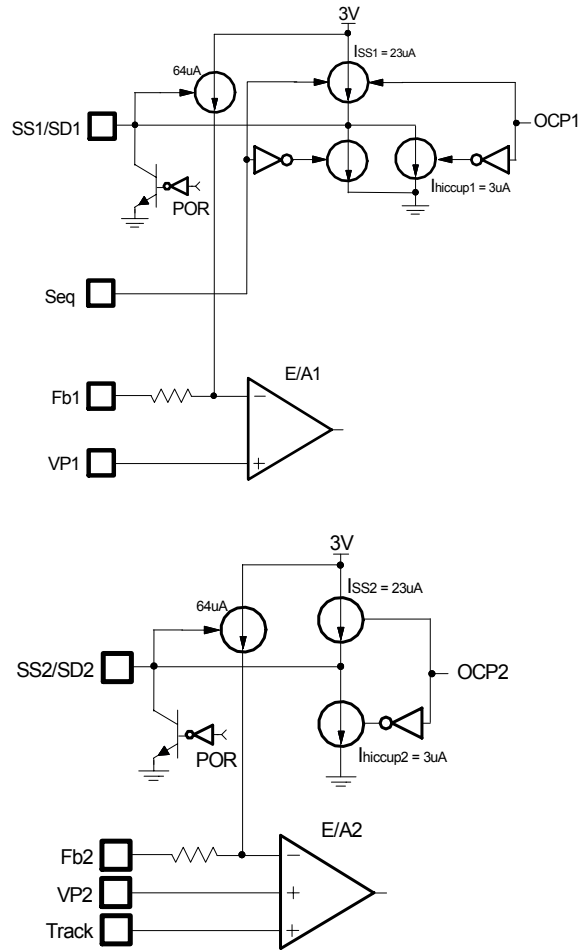 3V
ISS1 = 23uA
64uA
SS1/SD1
OCP1
Ihiccup1 = 3uA
POR
Seq
E/A1
Fb1
VP1
3V
ISS2 = 23uA
64uA
SS2/SD2
OCP2
POR
Ihiccup2 = 3uA
E/A2
Fb2
VP2
Track